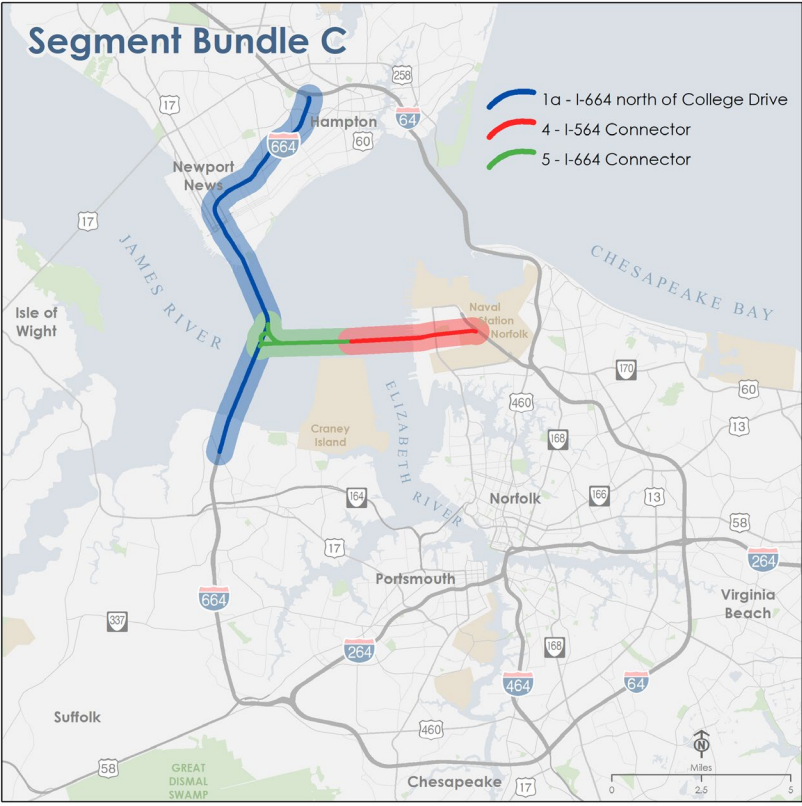 Segment Bundle C
1a - I-664 north of College Drive
4 - I-564 Connector
5 - I-664 Connector
258
17
Hampton
64
664
60
Newport
News
17
JAMES RIVER
CHESAPEAKE BAY
Isle of
Wight
Naval
Station
Norfolk
170
60
460
13
Craney
Island
168
ELIZABETH RIVER
164
Norfolk
166
13
58
17
264
Portsmouth
664
Virginia
Beach
337
264
168
464
64
Suffolk
460
N
Miles
58
GREAT
DISMAL
SWAMP
Chesapeake
17
0 2.5 5